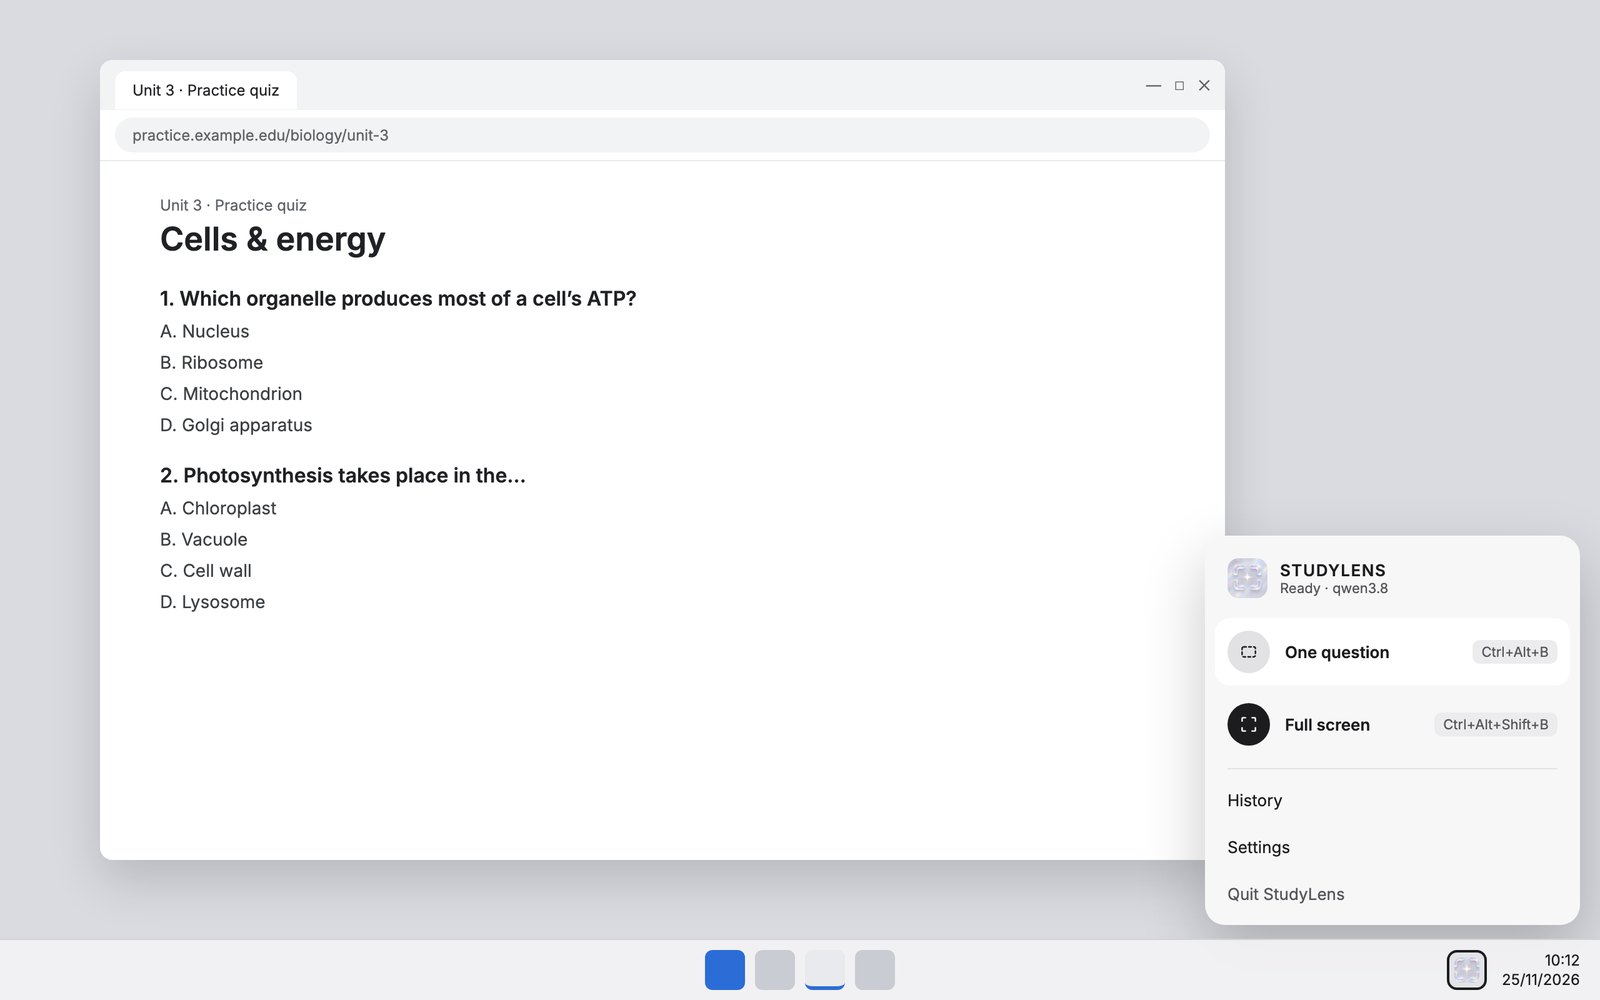 Unit 3 · Practice quiz
practice.example.edu/biology/unit-3
Unit 3 · Practice quiz
Cells & energy
1. Which organelle produces most of a cell’s ATP?
A. Nucleus
B. Ribosome
C. Mitochondrion
D. Golgi apparatus
2. Photosynthesis takes place in the…
A. Chloroplast
B. Vacuole
C. Cell wall
D. Lysosome
STUDYLENS
Ready · qwen3.8
One question Ctrl+Alt+B
Full screen Ctrl+Alt+Shift+B
History
Settings
Quit StudyLens
10:12
25/11/2026